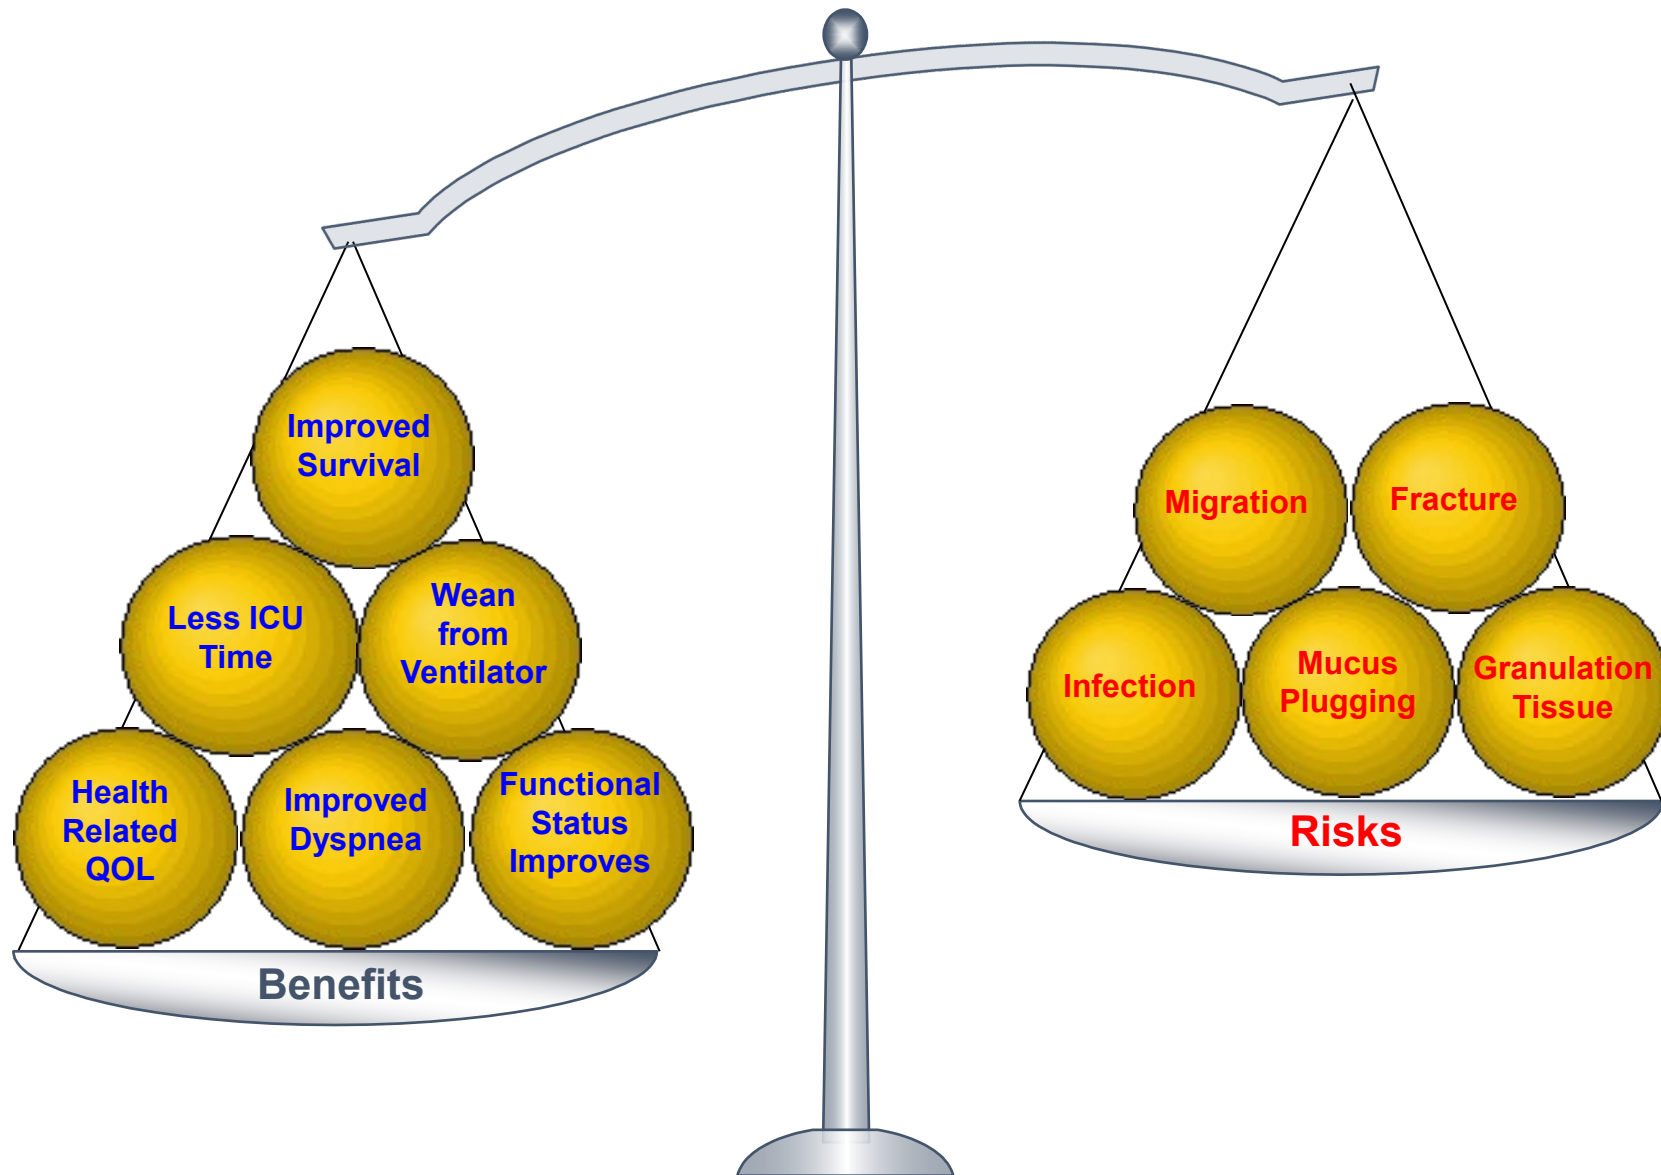 Improved
Survival
Less ICU
Time
Wean
from
Ventilator
Health
Related
QOL
Improved
Dyspnea
Functional
Status
Improves
Benefits
Migration
Fracture
Infection
Mucus
Plugging
Granulation
Tissue
Risks